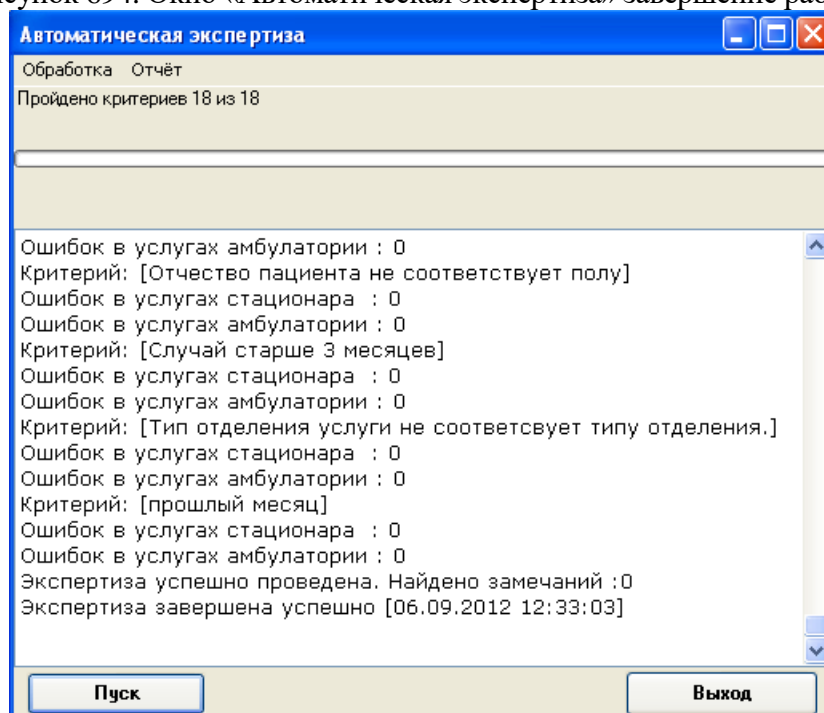 Окно «Автоматическая экспертиза» завершение
Автоматическая экспертиза
Обработка Отчёт
Пройдено критериев 18 из 18
Ошибок в услугах амбулатории : 0
Критерий: [Отчество пациента не соответствует полу]
Ошибок в услугах стационара : 0
Ошибок в услугах амбулатории : 0
Критерий: [Случай старше 3 месяцев]
Ошибок в услугах стационара : 0
Ошибок в услугах амбулатории : 0
Критерий: [Тип отделения услуги не соответсвует типу отделения.]
Ошибок в услугах стационара : 0
Ошибок в услугах амбулатории : 0
Критерий: [прошлый месяц]
Ошибок в услугах стационара : 0
Ошибок в услугах амбулатории : 0
Экспертиза успешно проведена. Найдено замечаний :0
Экспертиза завершена успешно [06.09.2012 12:33:03]
Пуск Выход